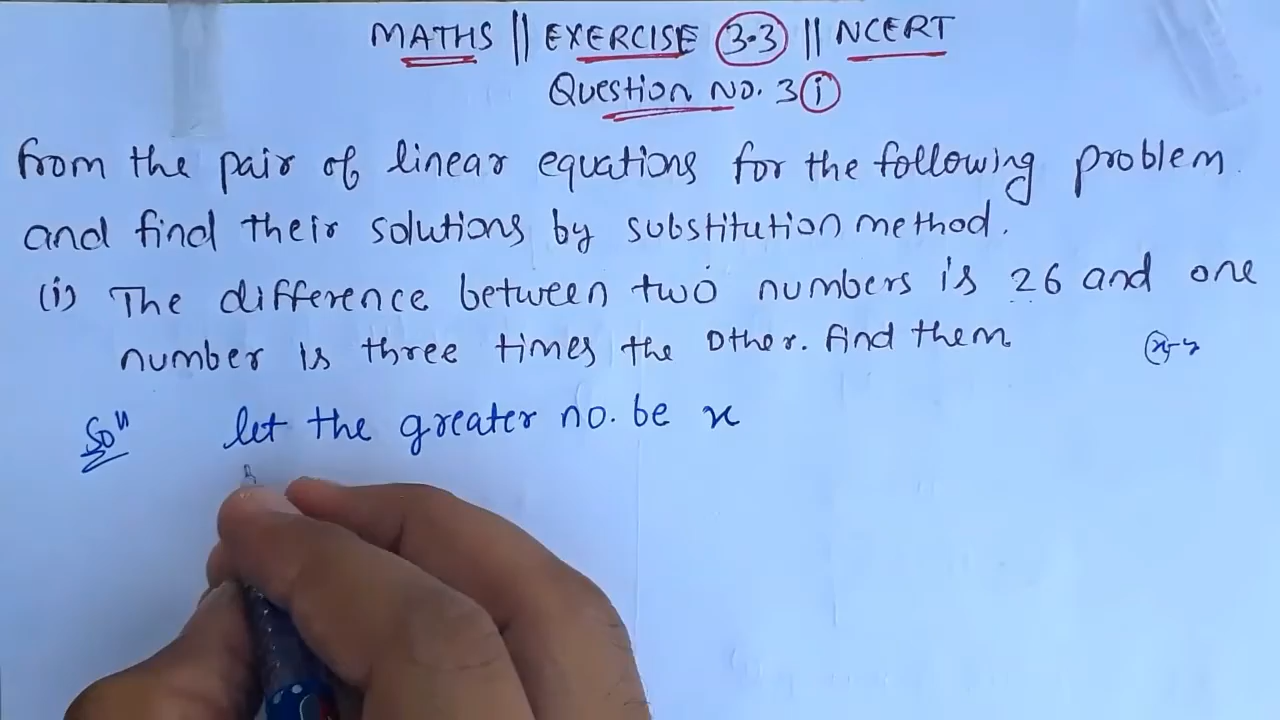 MATHS || EXERCISE 3.3 || NCERT
Question NO. 3 (i)
from the pair of linear equations for the following problem
and find their solutions by substitution method.
(i) The difference between two numbers is 26 and one
number is three times the other. find them.
Solⁿ let the greater no. be x